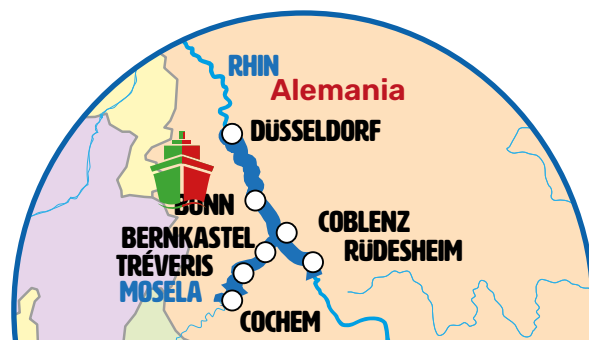 RHIN
Alemania
DÜSSELDORF
BONN
COBLENZ
BERNKASTEL
RÜDESHEIM
TRÉVERIS
MOSELA
COCHEM